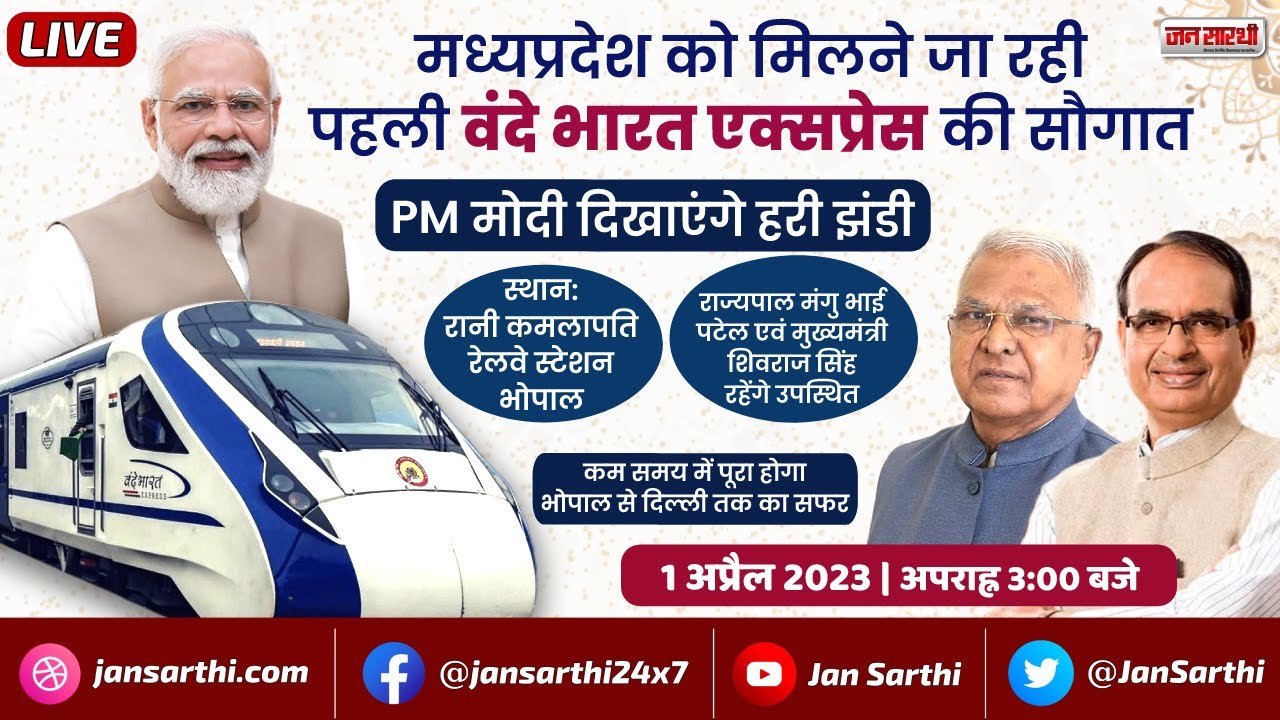 LIVE
जन सारथी
मध्यप्रदेश को मिलने जा रही
पहली वंदे भारत एक्सप्रेस की सौगात
PM मोदी दिखाएंगे हरी झंडी
स्थान:
रानी कमलापति
रेलवे स्टेशन
भोपाल
राज्यपाल मंगु भाई
पटेल एवं मुख्यमंत्री
शिवराज सिंह
रहेंगे उपस्थित
वंदे भारत
EXPRESS
कम समय में पूरा होगा
भोपाल से दिल्ली तक का सफर
1 अप्रैल 2023 | अपराह्न 3:00 बजे
jansarthi.com
@jansarthi24x7
Jan Sarthi
@JanSarthi